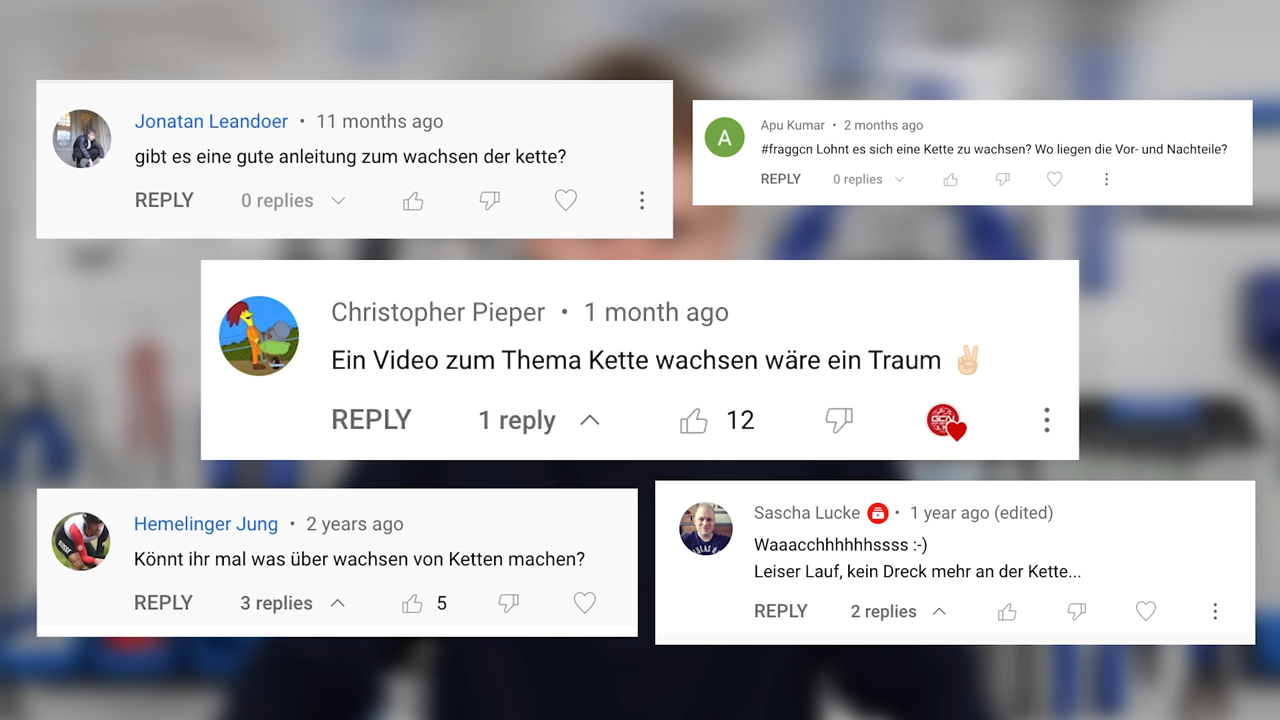 Jonatan Leandoer • 11 months ago
gibt es eine gute anleitung zum wachsen der kette?
REPLY 0 replies
A
Apu Kumar • 2 months ago
#fraggcn Lohnt es sich eine Kette zu wachsen? Wo liegen die Vor- und Nachteile?
REPLY 0 replies
Christopher Pieper • 1 month ago
Ein Video zum Thema Kette wachsen wäre ein Traum ✌🏻
REPLY 1 reply 12
GCN
Hemelinger Jung • 2 years ago
Könnt ihr mal was über wachsen von Ketten machen?
REPLY 3 replies 5
Sascha Lucke • 1 year ago (edited)
Waaacchhhhhhssss :-)
Leiser Lauf, kein Dreck mehr an der Kette...
REPLY 2 replies